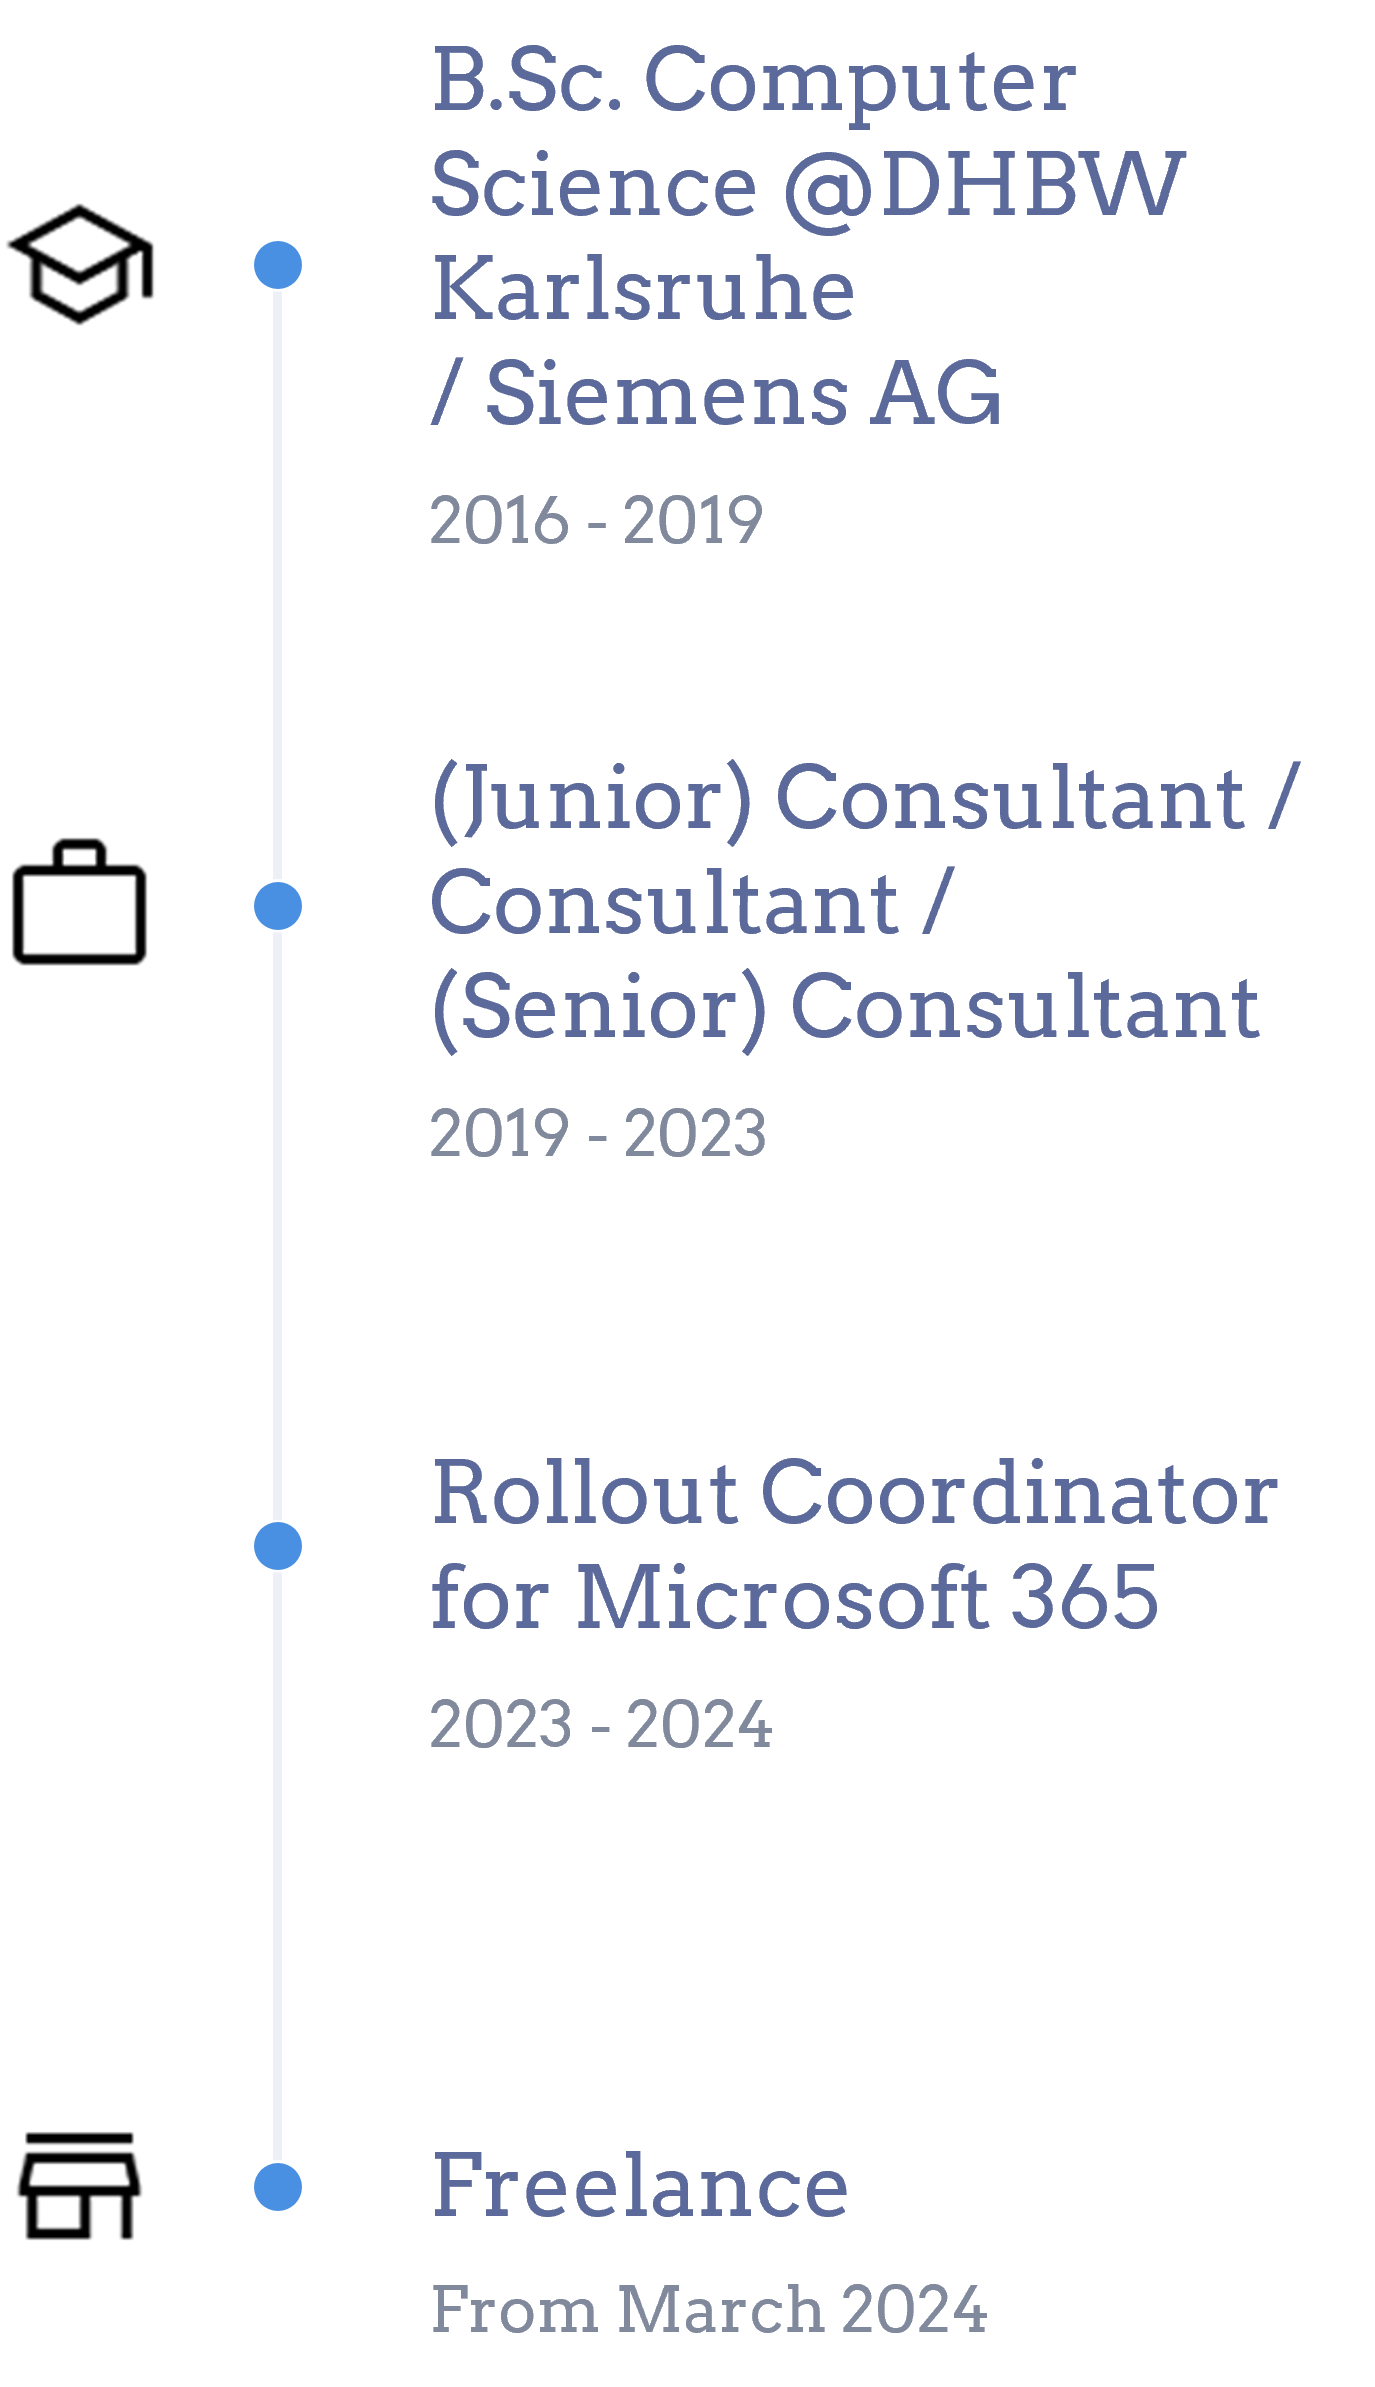 B.Sc. Computer
Science @DHBW
Karlsruhe
/ Siemens AG
2016 - 2019
(Junior) Consultant /
Consultant /
(Senior) Consultant
2019 - 2023
Rollout Coordinator
for Microsoft 365
2023 - 2024
Freelance
From March 2024